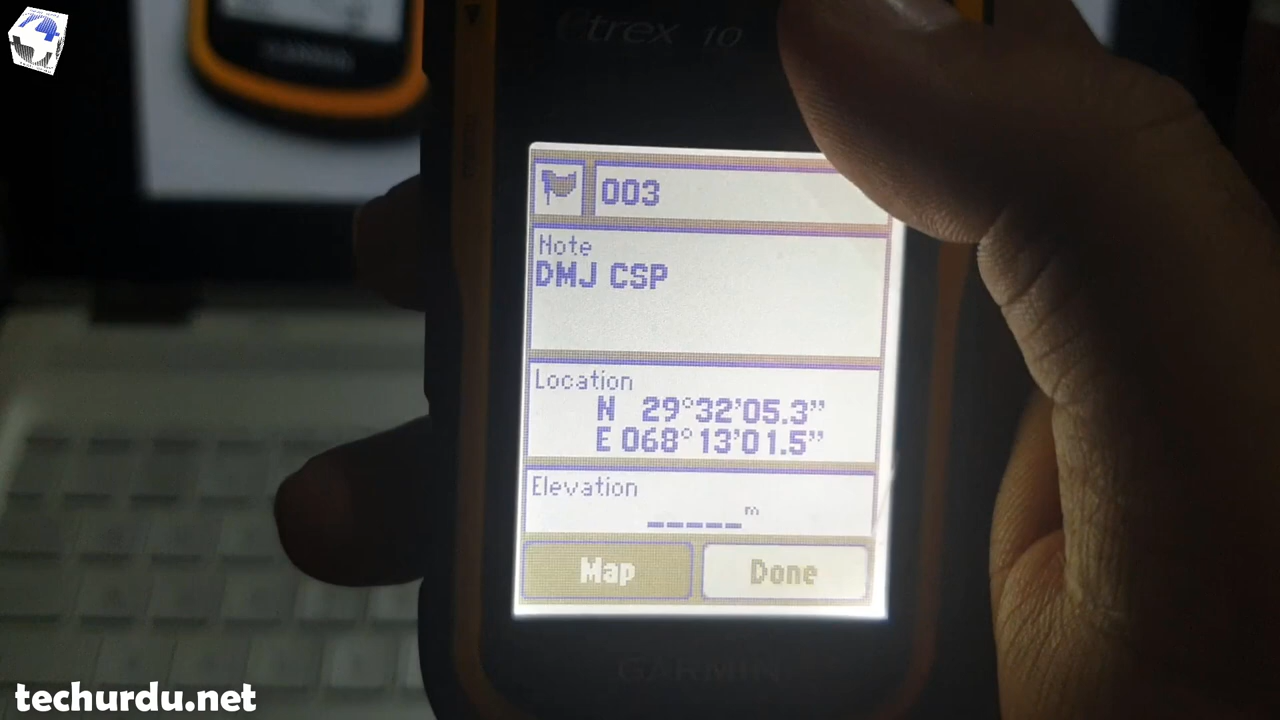 etrex 10
003
Note
DMJ CSP
Location
N 29°32'05.3"
E 068°13'01.5"
Elevation
_____m
Map
Done
GARMIN
techurdu.net